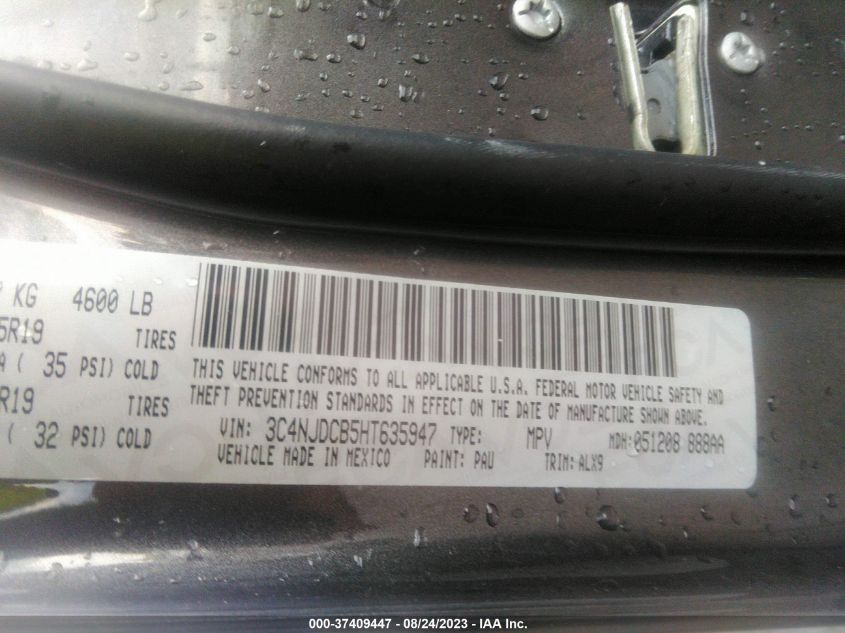 KG 4600 LB
5R19 TIRES
( 35 PSI) COLD
R19 TIRES
( 32 PSI) COLD
THIS VEHICLE CONFORMS TO ALL APPLICABLE U.S.A. FEDERAL MOTOR VEHICLE SAFETY AND
THEFT PREVENTION STANDARDS IN EFFECT ON THE DATE OF MANUFACTURE SHOWN ABOVE.
VIN: 3C4NJDCB5HT635947 TYPE: MPV MDH: 051208 888AA
VEHICLE MADE IN MEXICO PAINT: PAU TRIM: ALX9
000-37409447 - 08/24/2023 - IAA Inc.